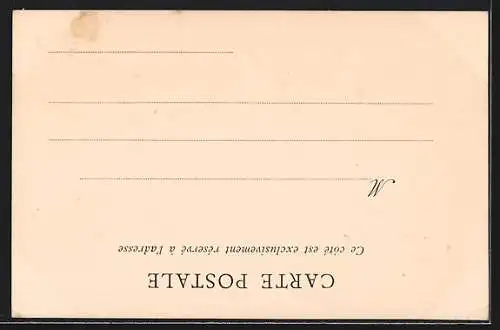 CARTE POSTALE
Ce côté est exclusivement réservé à l'adresse
M